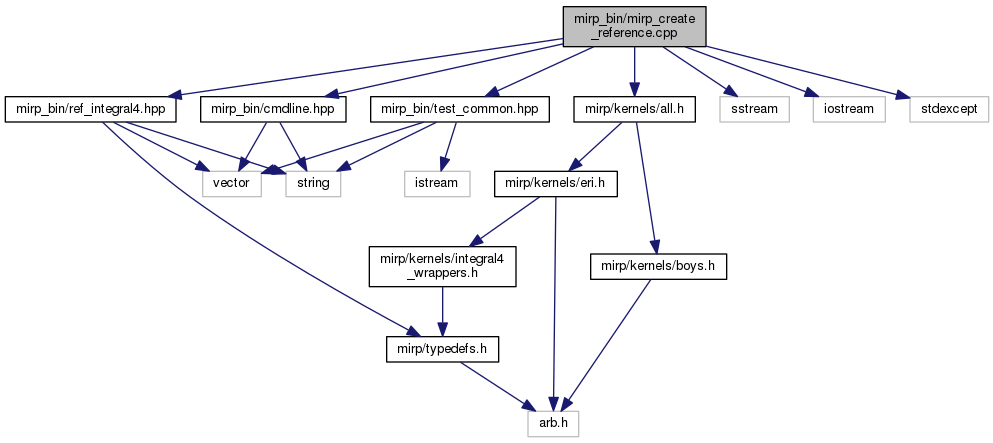 mirp_bin/mirp_create
_reference.cpp
mirp_bin/ref_integral4.hpp
mirp_bin/cmdline.hpp
mirp_bin/test_common.hpp
mirp/kernels/all.h
sstream
iostream
stdexcept
vector
string
istream
mirp/kernels/eri.h
mirp/kernels/integral4
_wrappers.h
mirp/kernels/boys.h
mirp/typedefs.h
arb.h